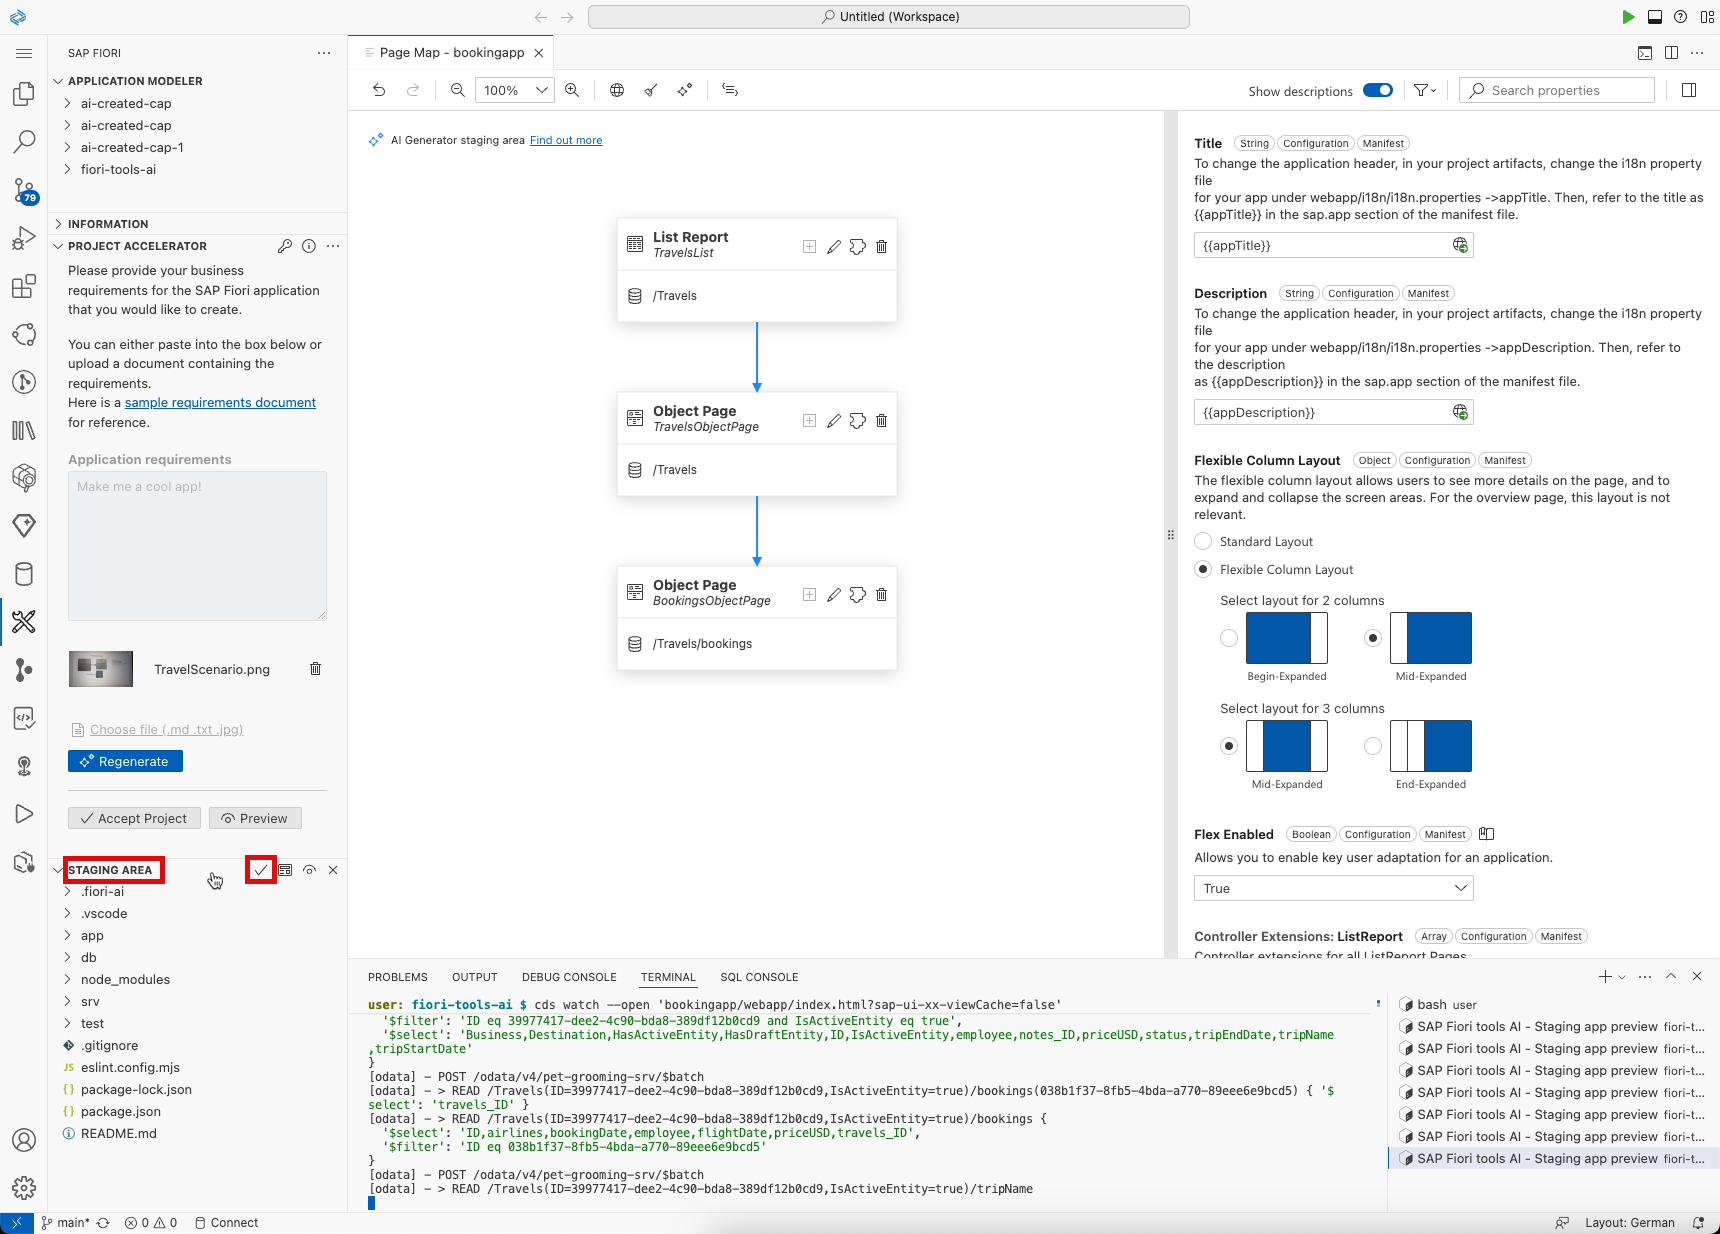 Untitled (Workspace)
SAP FIORI
APPLICATION MODELER
ai-created-cap
ai-created-cap
ai-created-cap-1
fiori-tools-ai
79
INFORMATION
PROJECT ACCELERATOR
Please provide your business
requirements for the SAP Fiori application
that you would like to create.
You can either paste into the box below or
upload a document containing the
requirements.
Here is a sample requirements document
for reference.
Application requirements
Make me a cool app!
TravelScenario.png
Choose file (.md .txt .jpg)
Regenerate
Accept Project
Preview
STAGING AREA
.fiori-ai
.vscode
app
db
node_modules
srv
test
.gitignore
JS eslint.config.mjs
{} package-lock.json
{} package.json
README.md
Page Map - bookingapp
100%
Show descriptions
Search properties
AI Generator staging area Find out more
List Report
TravelsList
/Travels
Object Page
TravelsObjectPage
/Travels
Object Page
BookingsObjectPage
/Travels/bookings
Title String Configuration Manifest
To change the application header, in your project artifacts, change the i18n property
file
for your app under webapp/i18n/i18n.properties ->appTitle. Then, refer to the title as
{{appTitle}} in the sap.app section of the manifest file.
{{appTitle}}
Description String Configuration Manifest
To change the application header, in your project artifacts, change the i18n property
file
for your app under webapp/i18n/i18n.properties ->appDescription. Then, refer to
the description
as {{appDescription}} in the sap.app section of the manifest file.
{{appDescription}}
Flexible Column Layout Object Configuration Manifest
The flexible column layout allows users to see more details on the page, and to
expand and collapse the screen areas. For the overview page, this layout is not
relevant.
Standard Layout
Flexible Column Layout
Select layout for 2 columns
Begin-Expanded
Mid-Expanded
Select layout for 3 columns
Mid-Expanded
End-Expanded
Flex Enabled Boolean Configuration Manifest
Allows you to enable key user adaptation for an application.
True
Controller Extensions: ListReport Array Configuration Manifest
Controller extensions for all ListReport Pages
PROBLEMS OUTPUT DEBUG CONSOLE TERMINAL SQL CONSOLE
user: fiori-tools-ai $ cds watch --open 'bookingapp/webapp/index.html?sap-ui-xx-viewCache=false'
'$filter': 'ID eq 39977417-dee2-4c90-bda8-389df12b0cd9 and IsActiveEntity eq true',
'$select': 'Business,Destination,HasActiveEntity,HasDraftEntity,ID,IsActiveEntity,employee,notes_ID,priceUSD,status,tripEndDate,tripName
,tripStartDate'
}
[odata] - POST /odata/v4/pet-grooming-srv/$batch
[odata] - > READ /Travels(ID=39977417-dee2-4c90-bda8-389df12b0cd9,IsActiveEntity=true)/bookings(038b1f37-8fb5-4bda-a770-89eee6e9bcd5) { '$
select': 'travels_ID' }
[odata] - > READ /Travels(ID=39977417-dee2-4c90-bda8-389df12b0cd9,IsActiveEntity=true)/bookings {
'$select': 'ID,airlines,bookingDate,employee,flightDate,priceUSD,travels_ID',
'$filter': 'ID eq 038b1f37-8fb5-4bda-a770-89eee6e9bcd5'
}
[odata] - POST /odata/v4/pet-grooming-srv/$batch
[odata] - > READ /Travels(ID=39977417-dee2-4c90-bda8-389df12b0cd9,IsActiveEntity=true)/tripName
bash user
SAP Fiori tools AI - Staging app preview fiori-t...
SAP Fiori tools AI - Staging app preview fiori-t...
SAP Fiori tools AI - Staging app preview fiori-t...
SAP Fiori tools AI - Staging app preview fiori-t...
SAP Fiori tools AI - Staging app preview fiori-t...
SAP Fiori tools AI - Staging app preview fiori-t...
SAP Fiori tools AI - Staging app preview fiori-t...
main* 0 0 Connect
Layout: German